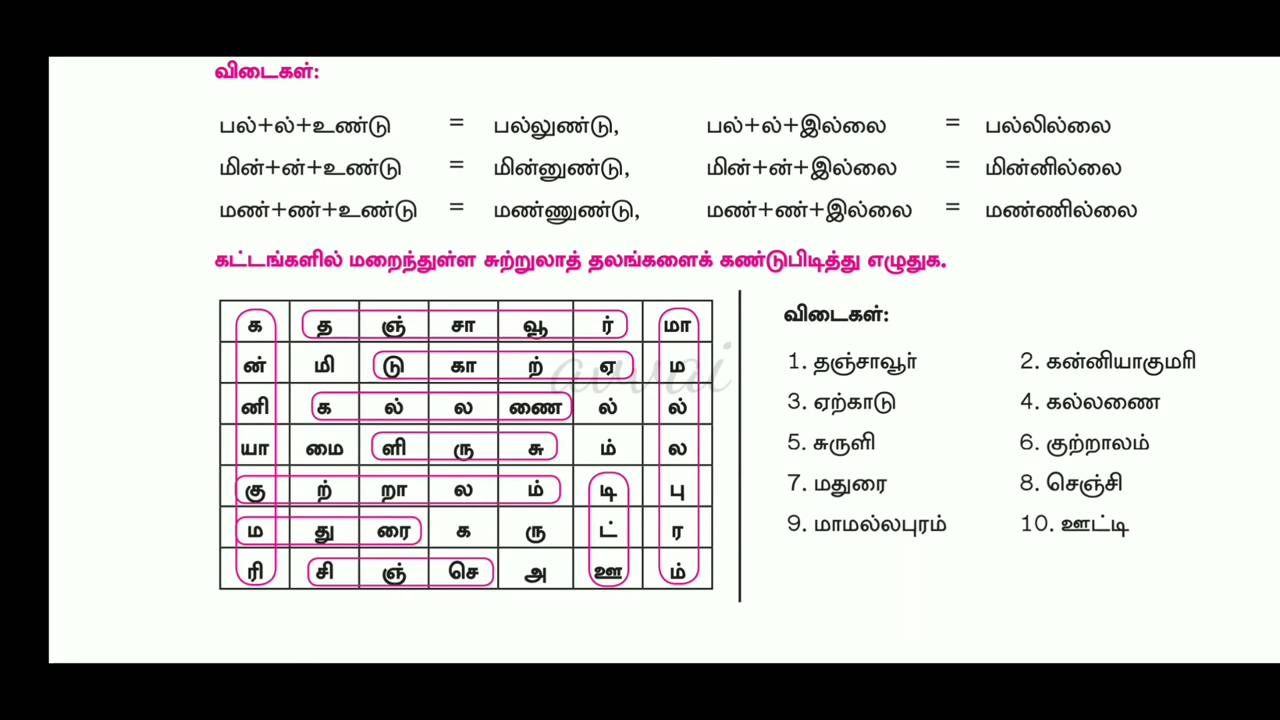 விடைகள்:
பல்+ல்+உண்டு = பல்லுண்டு, பல்+ல்+இல்லை = பல்லில்லை
மின்+ன்+உண்டு = மின்னுண்டு, மின்+ன்+இல்லை = மின்னில்லை
மண்+ண்+உண்டு = மண்ணுண்டு, மண்+ண்+இல்லை = மண்ணில்லை
கட்டங்களில் மறைந்துள்ள சுற்றுலாத் தலங்களைக் கண்டுபிடித்து எழுதுக.
க த ஞ் சா வூ ர் மா
ன் மி டு கா ற் ஏ ம
னி க ல் ல ணை ல் ல்
யா மை ளி ரு சு ம் ல
கு ற் றா ல ம் டி பு
ம து ரை க ரு ட் ர
ரி சி ஞ் செ அ ஊ ம்
avvai
விடைகள்:
1. தஞ்சாவூர் 2. கன்னியாகுமரி
3. ஏற்காடு 4. கல்லணை
5. சுருளி 6. குற்றாலம்
7. மதுரை 8. செஞ்சி
9. மாமல்லபுரம் 10. ஊட்டி